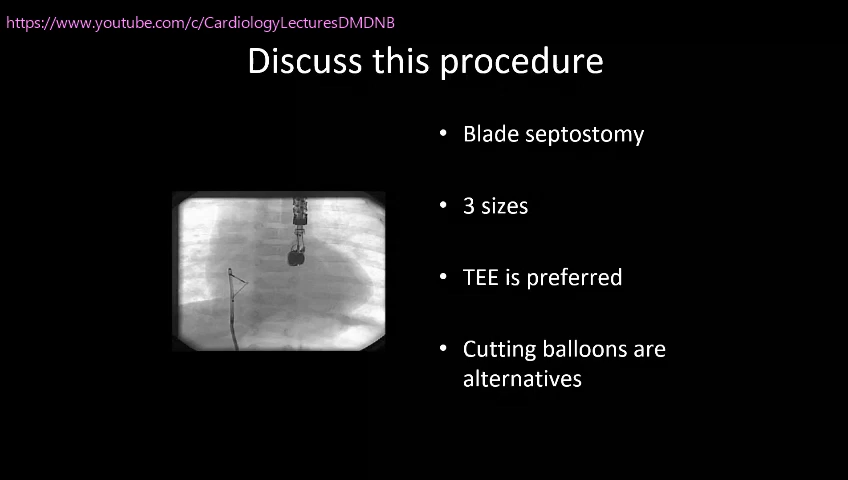 https://www.youtube.com/c/CardiologyLecturesDMDNB
Discuss this procedure
• Blade septostomy
• 3 sizes
• TEE is preferred
• Cutting balloons are
alternatives